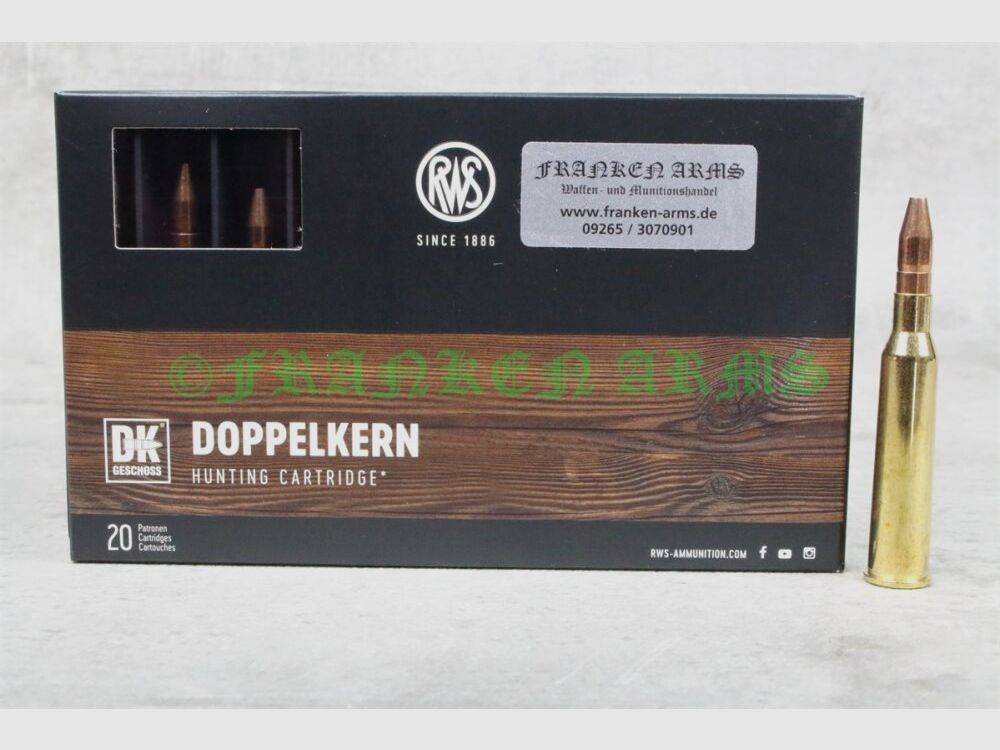 RWS
SINCE 1886
FRANKEN ARMS
Waffen- und Munitionshandel
www.franken-arms.de
09265 / 3070901
©FRANKEN ARMS
DK®
GESCHOSS
DOPPELKERN
HUNTING CARTRIDGE*
20 Patronen
Cartridges
Cartouches
RWS-AMMUNITION.COM